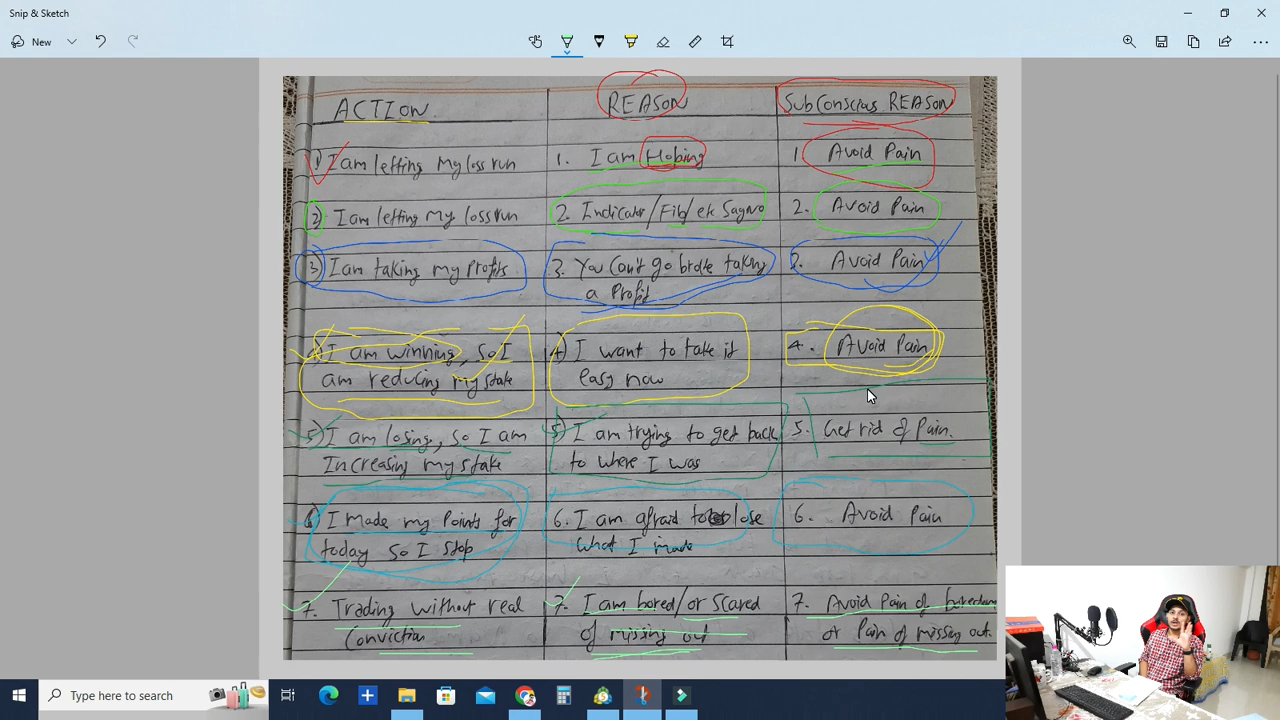 Snip & Sketch
New
ACTION REASON SubConscious REASON
1) I am letting My loss run 1. I am Hoping 1 Avoid Pain
2) I am letting My loss run 2. Indicator/Fib/ek Sayno 2. Avoid Pain
3) I am taking my Profits 3. You Can't go broke taking a Profit 3. Avoid Pain
4) I am winning, so I am reducing my stake 4) I want to take it easy now 4. Avoid Pain
5) I am losing, so I am Increasing my stake 5) I am trying to get back to where I was 5. Get rid of Pain.
6) I made my Points for today so I stop 6. I am afraid to lose what I made 6. Avoid Pain
7. Trading without real Conviction 7. I am bored/or scared of missing out 7. Avoid Pain of boredom or Pain of missing out.
Type here to search